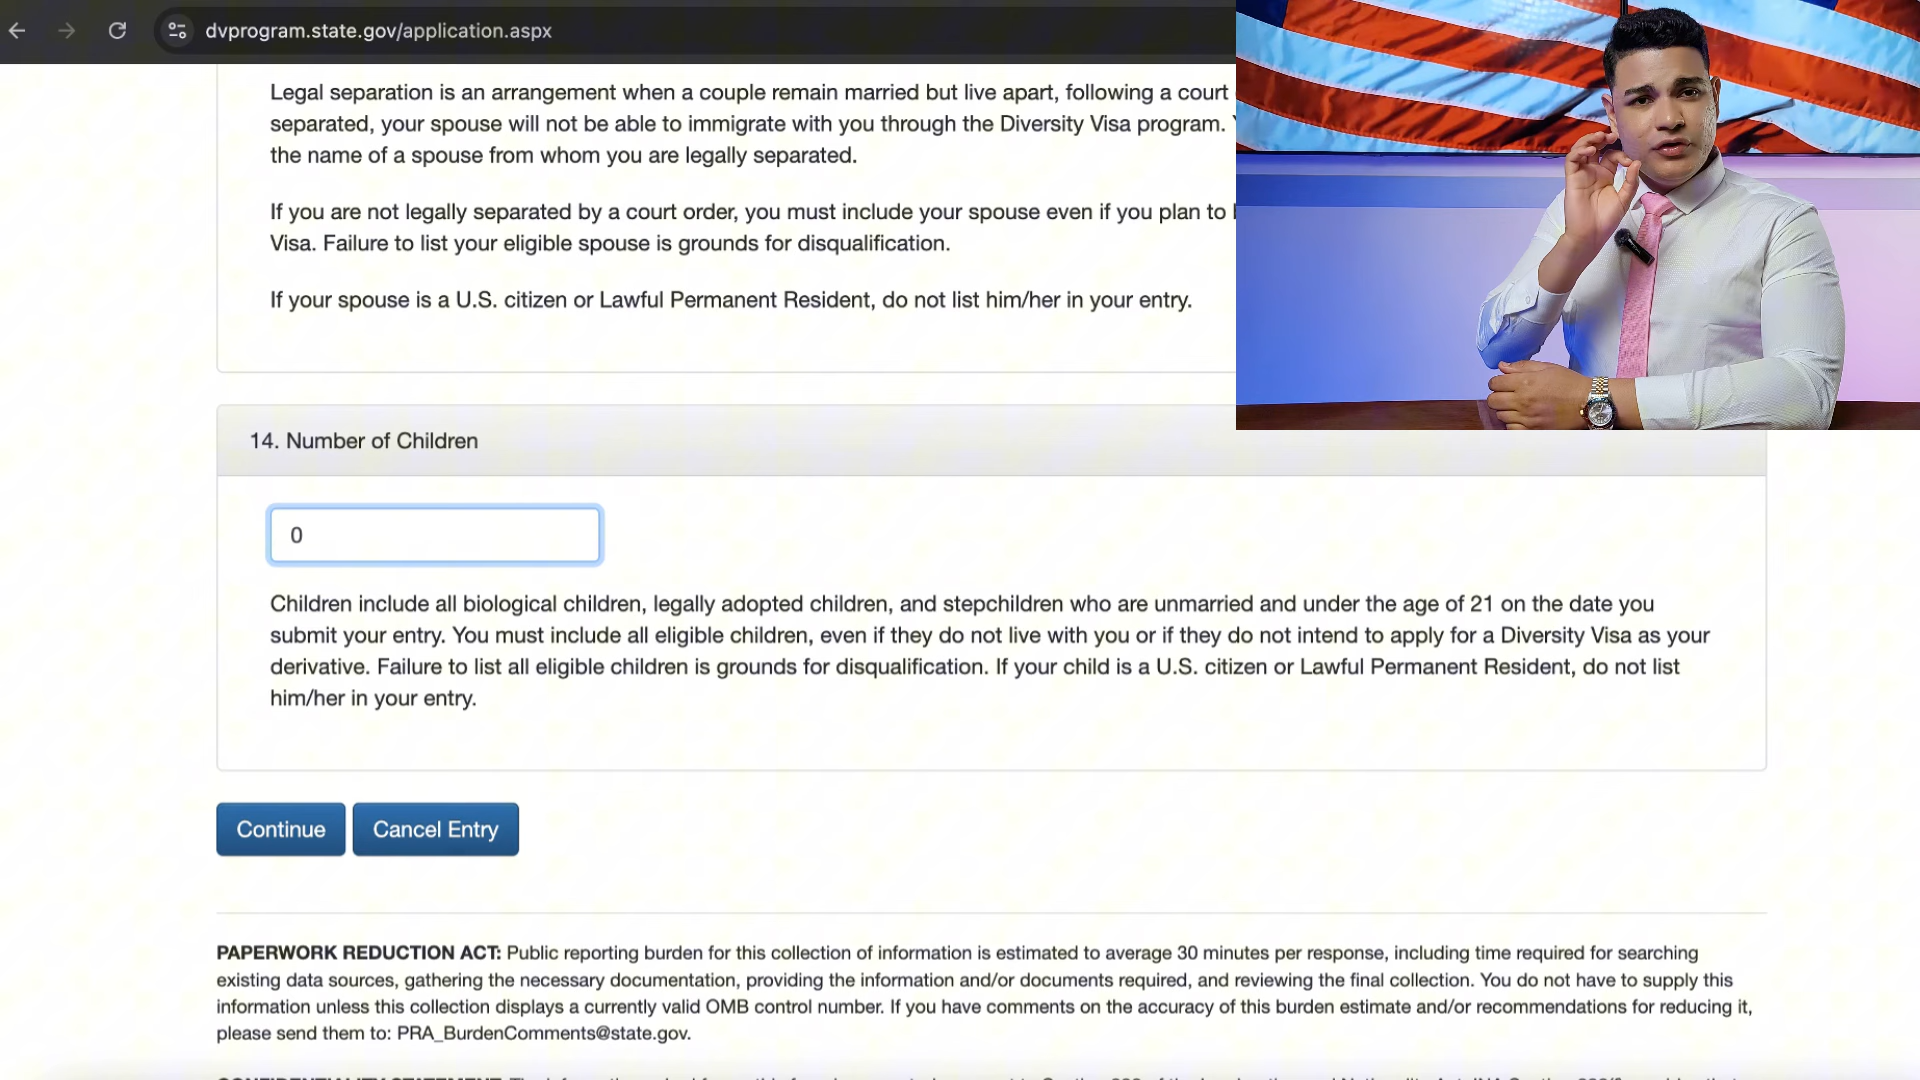 dvprogram.state.gov/application.aspx
Legal separation is an arrangement when a couple remain married but live apart, following a court
separated, your spouse will not be able to immigrate with you through the Diversity Visa program.
the name of a spouse from whom you are legally separated.
If you are not legally separated by a court order, you must include your spouse even if you plan to
Visa. Failure to list your eligible spouse is grounds for disqualification.
If your spouse is a U.S. citizen or Lawful Permanent Resident, do not list him/her in your entry.
14. Number of Children
0
Children include all biological children, legally adopted children, and stepchildren who are unmarried and under the age of 21 on the date you
submit your entry. You must include all eligible children, even if they do not live with you or if they do not intend to apply for a Diversity Visa as your
derivative. Failure to list all eligible children is grounds for disqualification. If your child is a U.S. citizen or Lawful Permanent Resident, do not list
him/her in your entry.
Continue Cancel Entry
PAPERWORK REDUCTION ACT: Public reporting burden for this collection of information is estimated to average 30 minutes per response, including time required for searching
existing data sources, gathering the necessary documentation, providing the information and/or documents required, and reviewing the final collection. You do not have to supply this
information unless this collection displays a currently valid OMB control number. If you have comments on the accuracy of this burden estimate and/or recommendations for reducing it,
please send them to: PRA_BurdenComments@state.gov.